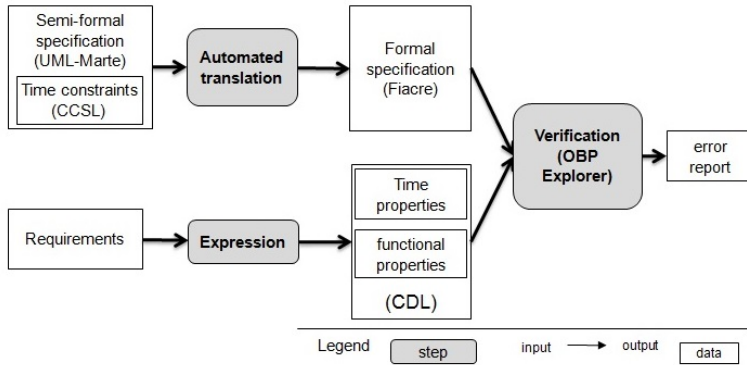 Semi-formal
specification
(UML-Marte)
Time constraints
(CCSL)
Automated
translation
Formal
specification
(Fiacre)
Verification
(OBP
Explorer)
error
report
Requirements
Expression
Time
properties
functional
properties
(CDL)
Legend
step
input
output
data